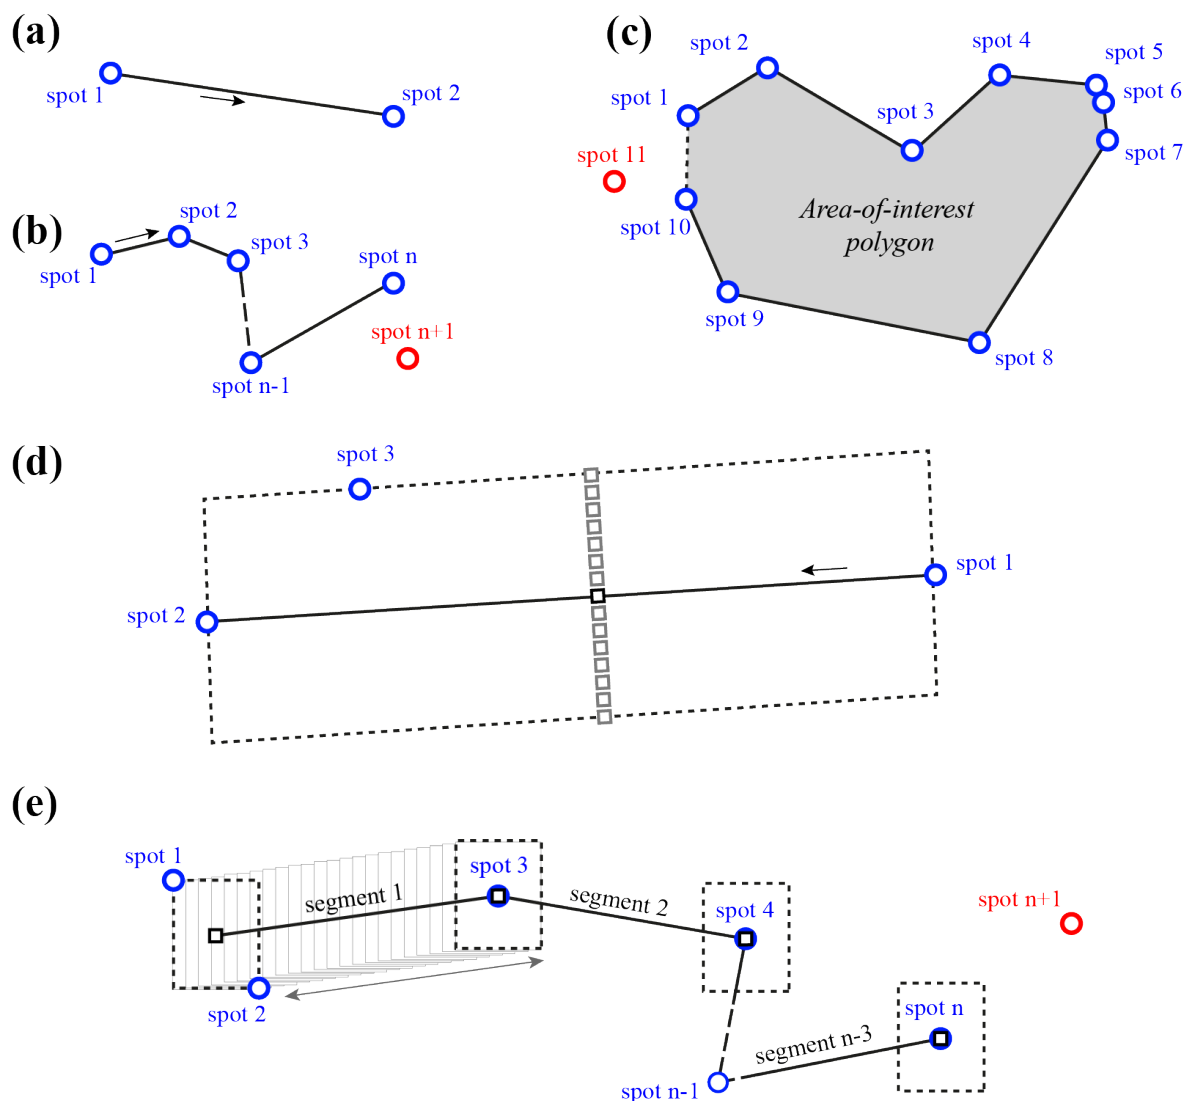 (a)
spot 1
spot 2
(b)
spot 1
spot 2
spot 3
spot n
spot n+1
spot n-1
(c)
spot 1
spot 2
spot 3
spot 4
spot 5
spot 6
spot 7
spot 11
spot 10
Area-of-interest
polygon
spot 9
spot 8
(d)
spot 3
spot 1
spot 2
(e)
spot 1
spot 2
segment 1
spot 3
segment 2
spot 4
spot n+1
spot n
segment n-3
spot n-1